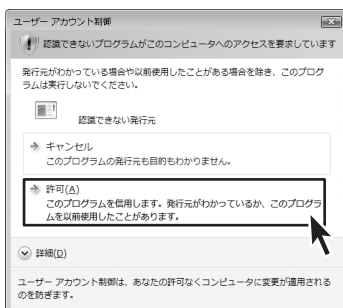 ユーザー アカウント制御
認識できないプログラムがこのコンピュータへのアクセスを要求しています
発行元がわかっている場合や以前使用したことがある場合を除き、このプログ
ラムは実行しないでください。
認識できない発行元
キャンセル
このプログラムの発行元も目的もわかりません。
許可(A)
このプログラムを信用します。発行元がわかっているか、このプログラ
ムを以前使用したことがあります。
詳細(D)
ユーザー アカウント制御は、あなたの許可なくコンピュータに変更が適用される
のを防ぎます。